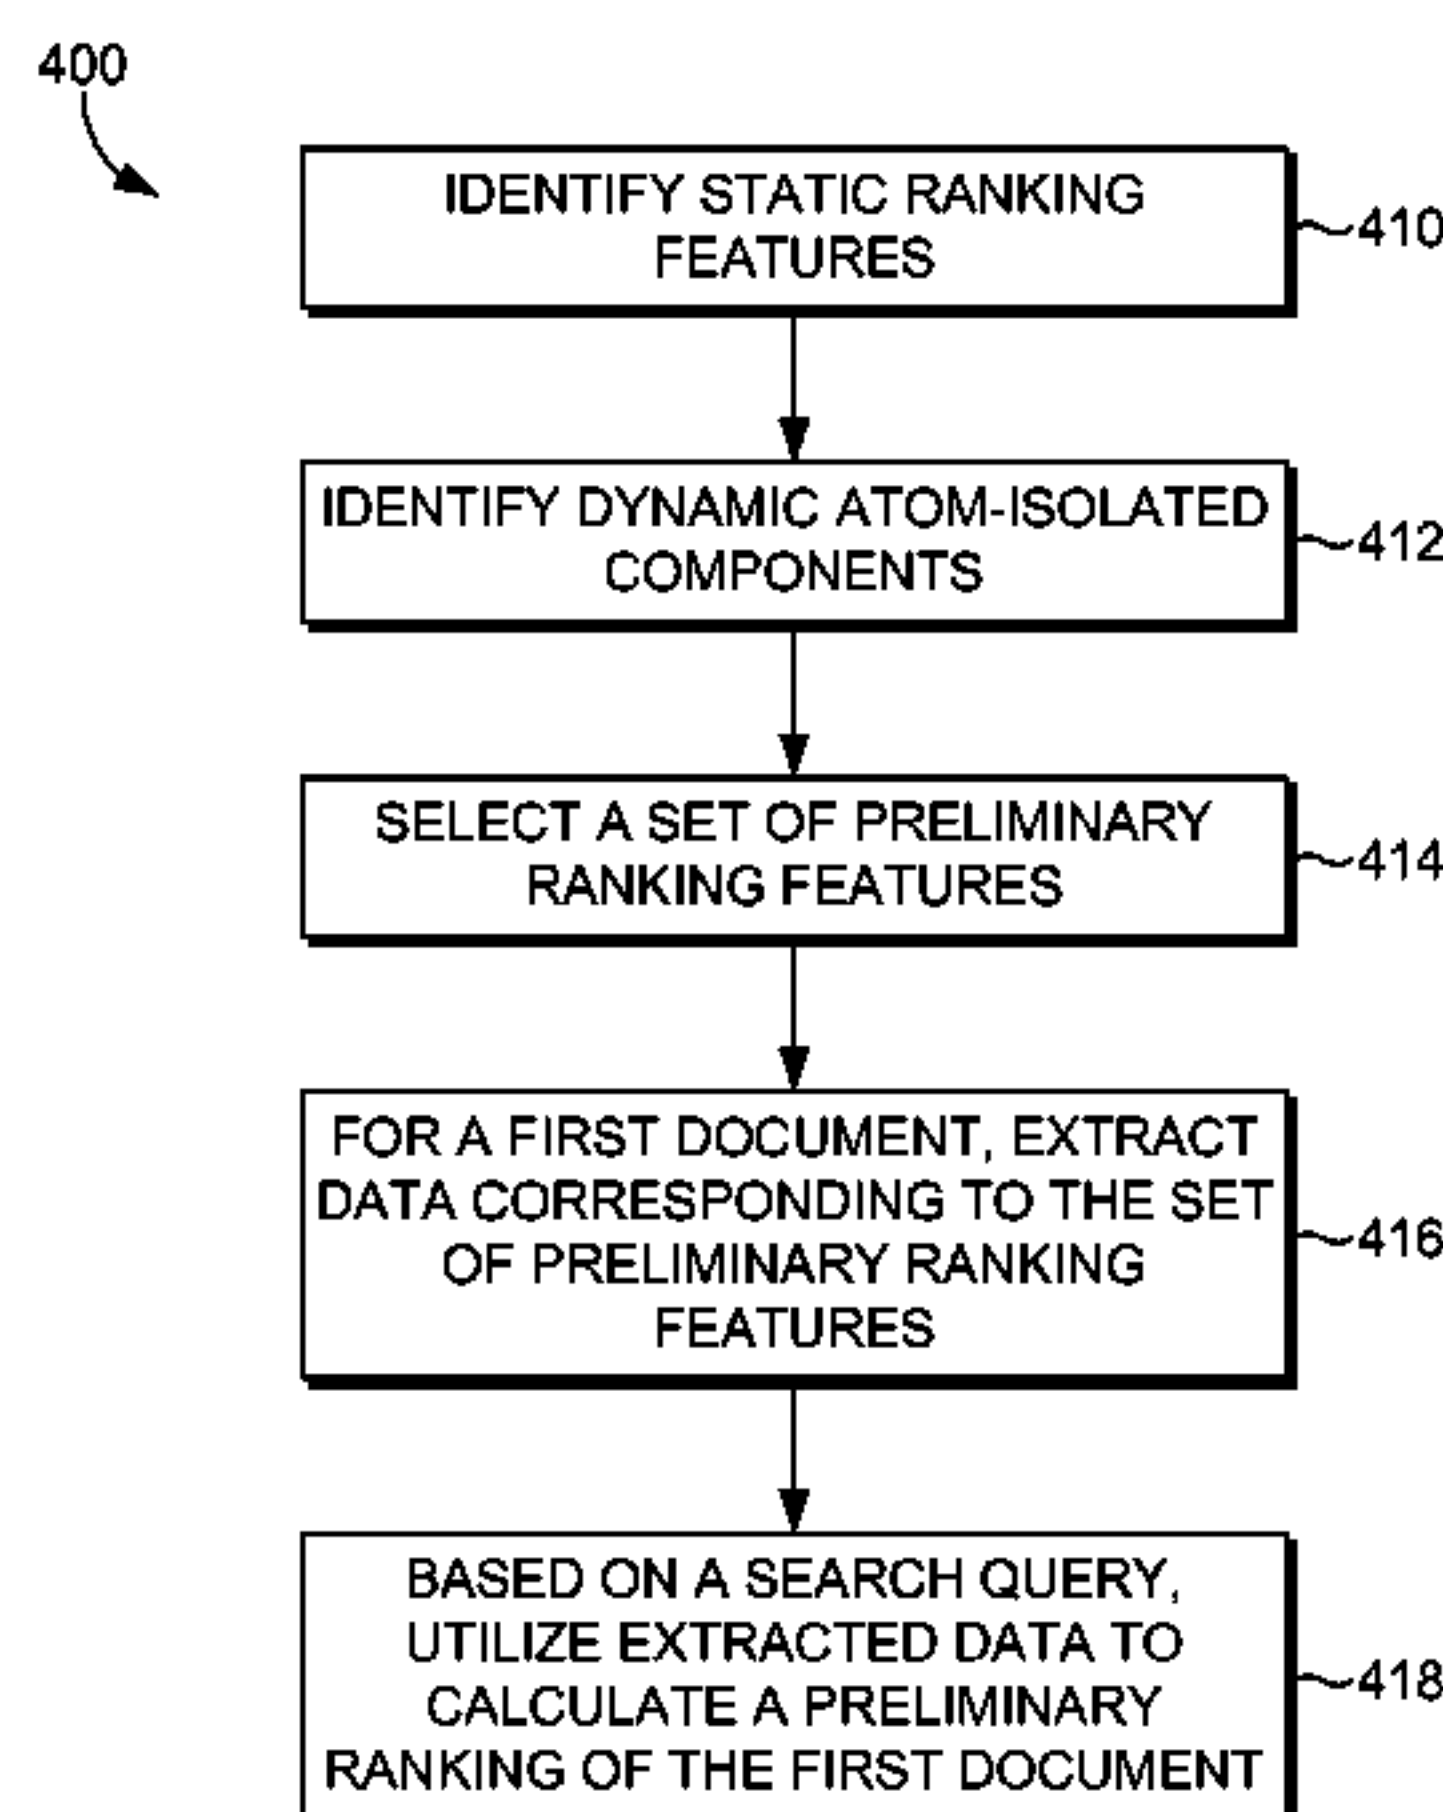 400
IDENTIFY STATIC RANKING
FEATURES
410
IDENTIFY DYNAMIC ATOM-ISOLATED
COMPONENTS
412
SELECT A SET OF PRELIMINARY
RANKING FEATURES
414
FOR A FIRST DOCUMENT, EXTRACT
DATA CORRESPONDING TO THE SET
OF PRELIMINARY RANKING
FEATURES
416
BASED ON A SEARCH QUERY,
UTILIZE EXTRACTED DATA TO
CALCULATE A PRELIMINARY
RANKING OF THE FIRST DOCUMENT
418